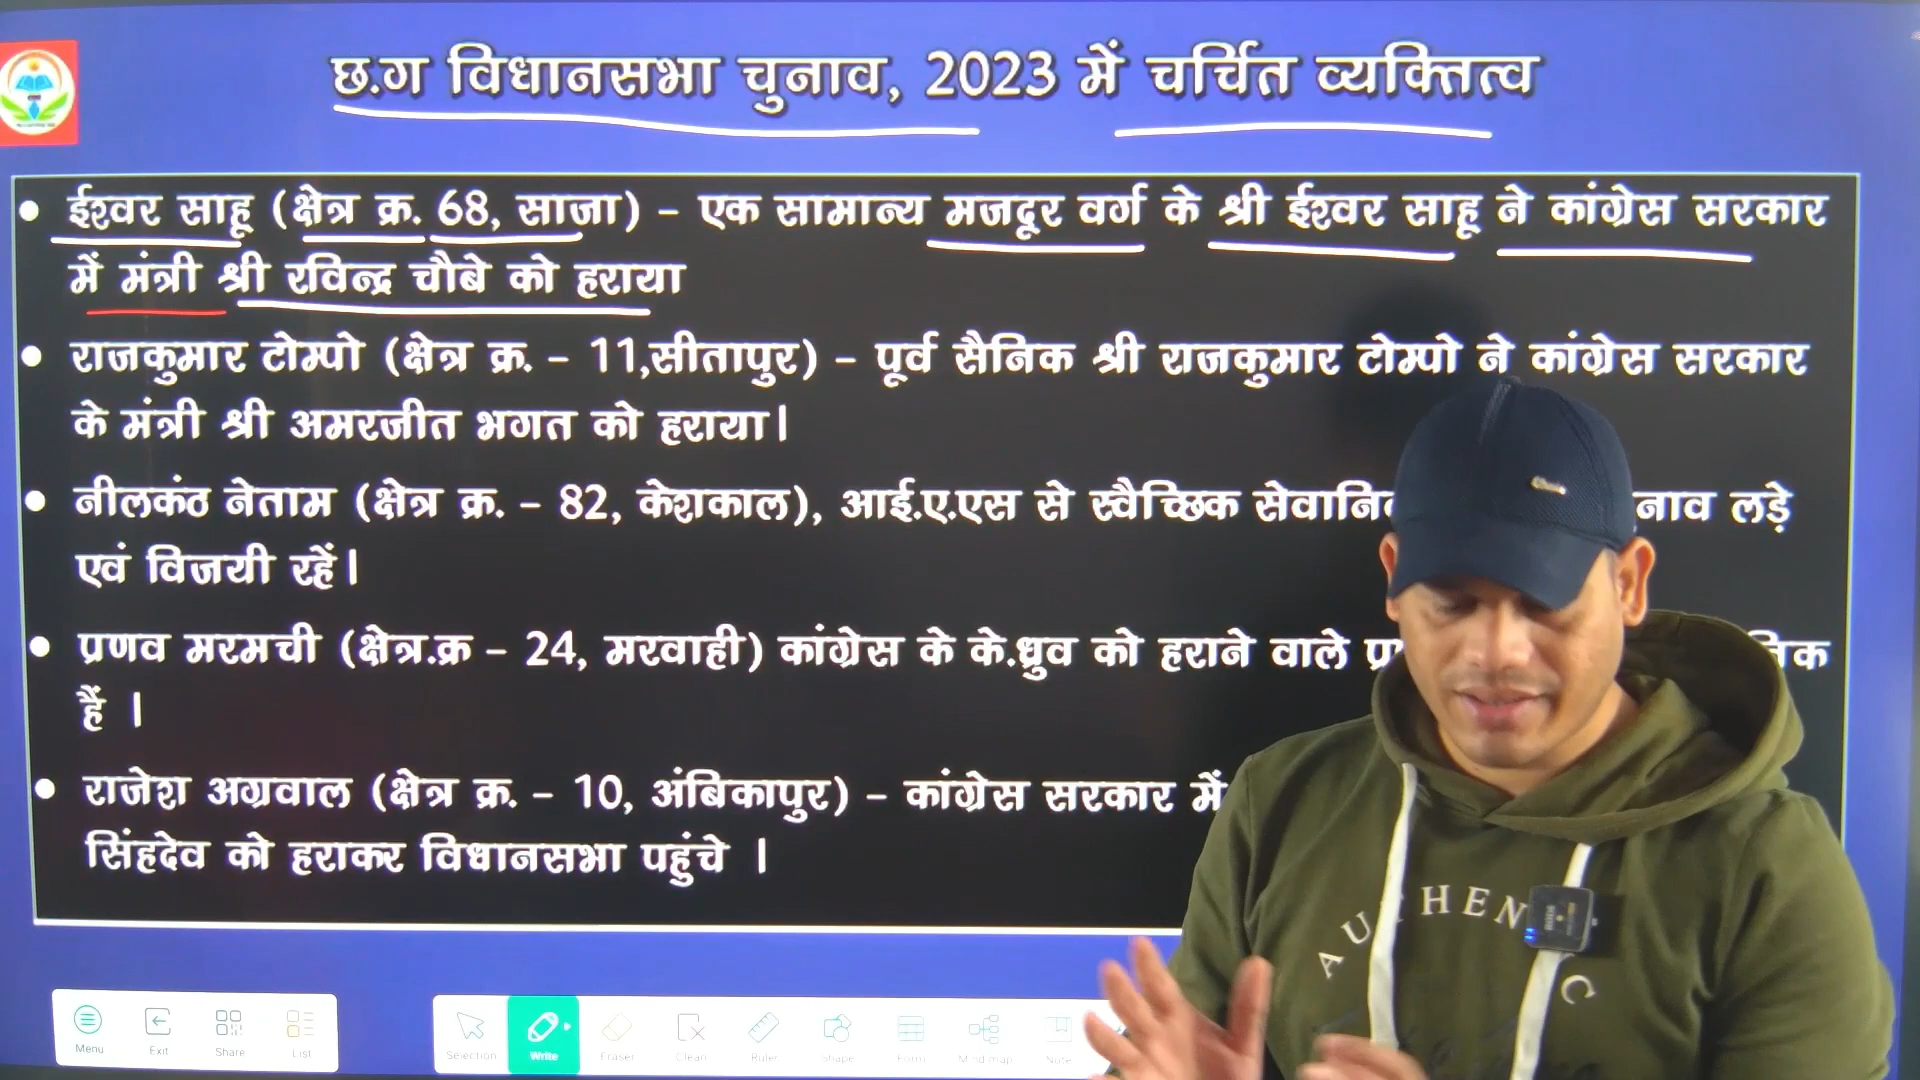 छ.ग विधानसभा चुनाव, 2023 में चर्चित व्यक्तित्व
• ईश्वर साहू (क्षेत्र क्र. 68, साजा) - एक सामान्य मजदूर वर्ग के श्री ईश्वर साहू ने कांग्रेस सरकार
में मंत्री श्री रविन्द्र चौबे को हराया
• राजकुमार टोम्पो (क्षेत्र क्र. - 11,सीतापुर) - पूर्व सैनिक श्री राजकुमार टोम्पो ने कांग्रेस सरकार
के मंत्री श्री अमरजीत भगत को हराया।
• नीलकंठ नेताम (क्षेत्र क्र. - 82, केशकाल), आई.ए.एस से स्वैच्छिक लड़े
एवं विजयी रहें।
• प्रणव मरमची (क्षेत्र.क्र - 24, मरवाही) कांग्रेस के के.ध्रुव को हराने वाले
हैं ।
• राजेश अग्रवाल (क्षेत्र क्र. - 10, अंबिकापुर) - कांग्रेस सरकार में
सिंहदेव को हराकर विधानसभा पहुंचे ।
Menu Exit Share List Selection Write Eraser Clean Ruler Shape Form Mind map Note